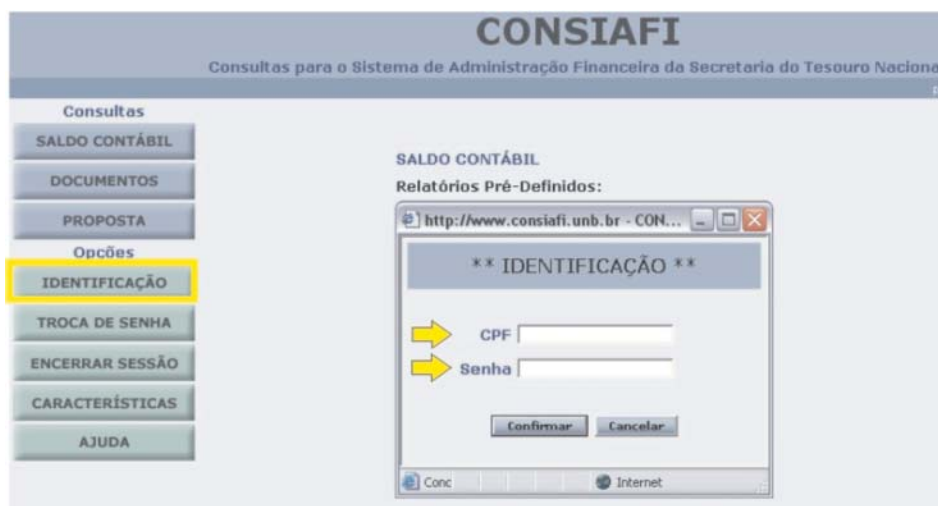 CONSIAFI
Consultas para o Sistema de Administração Financeira da Secretaria do Tesouro Naciona
Consultas
SALDO CONTÁBIL
DOCUMENTOS
PROPOSTA
Opções
IDENTIFICAÇÃO
TROCA DE SENHA
ENCERRAR SESSÃO
CARACTERÍSTICAS
AJUDA
SALDO CONTÁBIL
Relatórios Pré-Definidos:
http://www.consiafi.unb.br - CON...
** IDENTIFICAÇÃO **
CPF
Senha
Confirmar Cancelar
Conc Internet